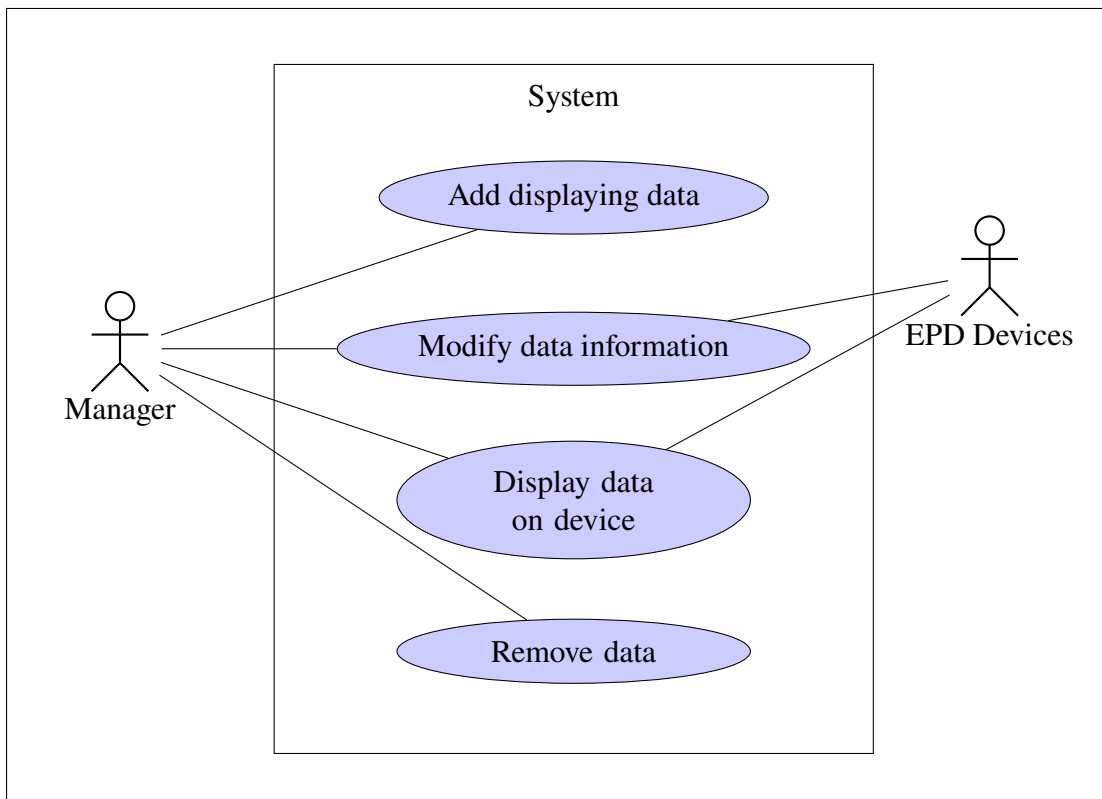 System
Add displaying data
EPD Devices
Modify data information
Manager
Display data
on device
Remove data